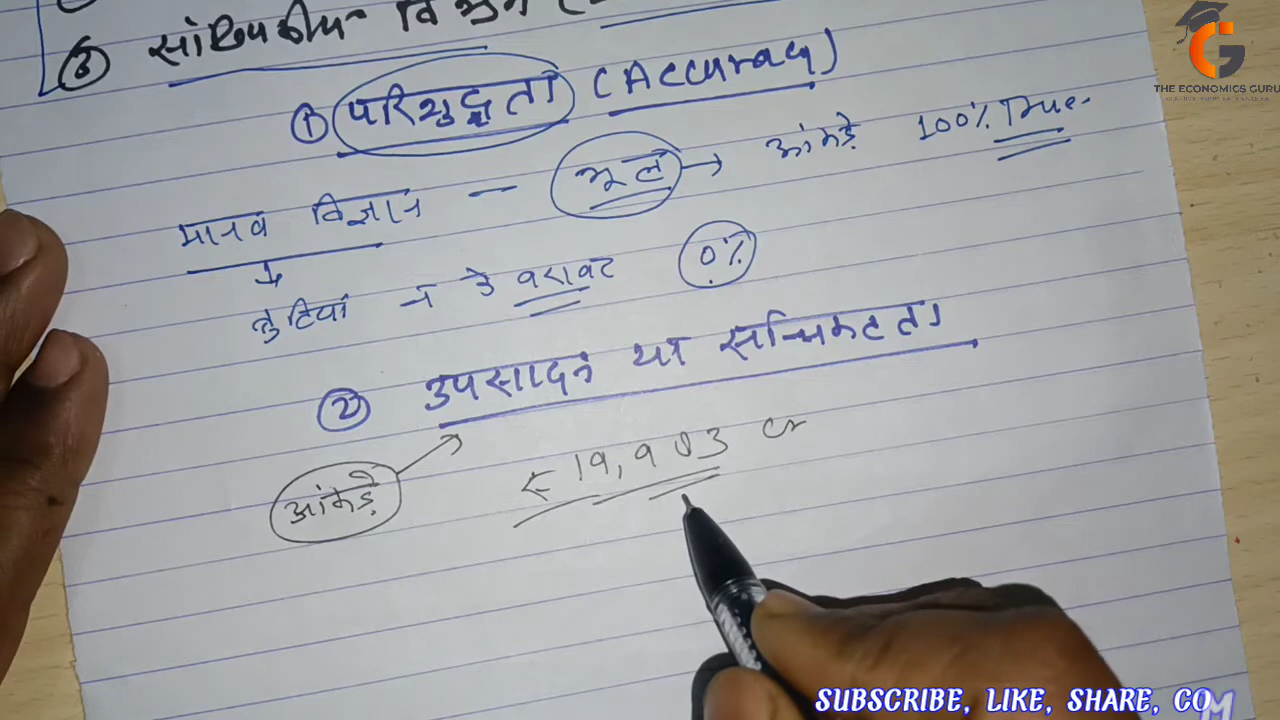 ③ सांख्यिकीय
① परिशुद्धता (Accuracy)
मानव विज्ञान — भूल → आंकड़े 100% True
त्रुटियां न के बराबर 0%
② उपसादन या सन्निकटता
आंकड़े ₹ 19,903 cr
THE ECONOMICS GURU
SUBSCRIBE, LIKE, SHARE, CO